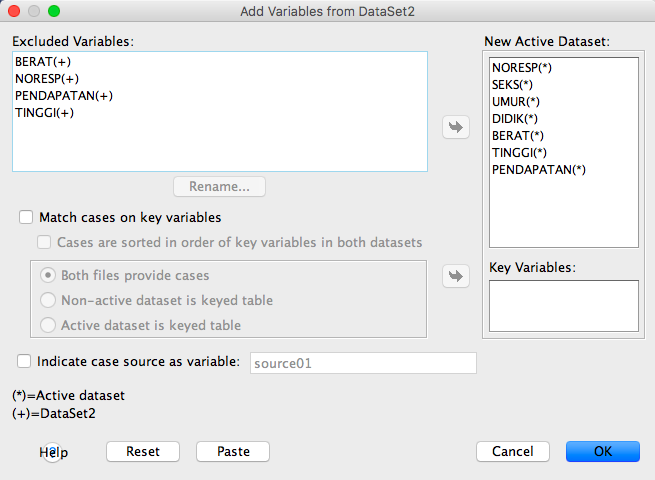 Add Variables from DataSet2
Excluded Variables:
BERAT(+)
NORESP(+)
PENDAPATAN(+)
TINGGI(+)
Rename...
New Active Dataset:
NORESP(*)
SEKS(*)
UMUR(*)
DIDIK(*)
BERAT(*)
TINGGI(*)
PENDAPATAN(*)
Match cases on key variables
Cases are sorted in order of key variables in both datasets
Both files provide cases
Non-active dataset is keyed table
Active dataset is keyed table
Key Variables:
Indicate case source as variable: source01
(*)=Active dataset
(+)=DataSet2
Help Reset Paste Cancel OK